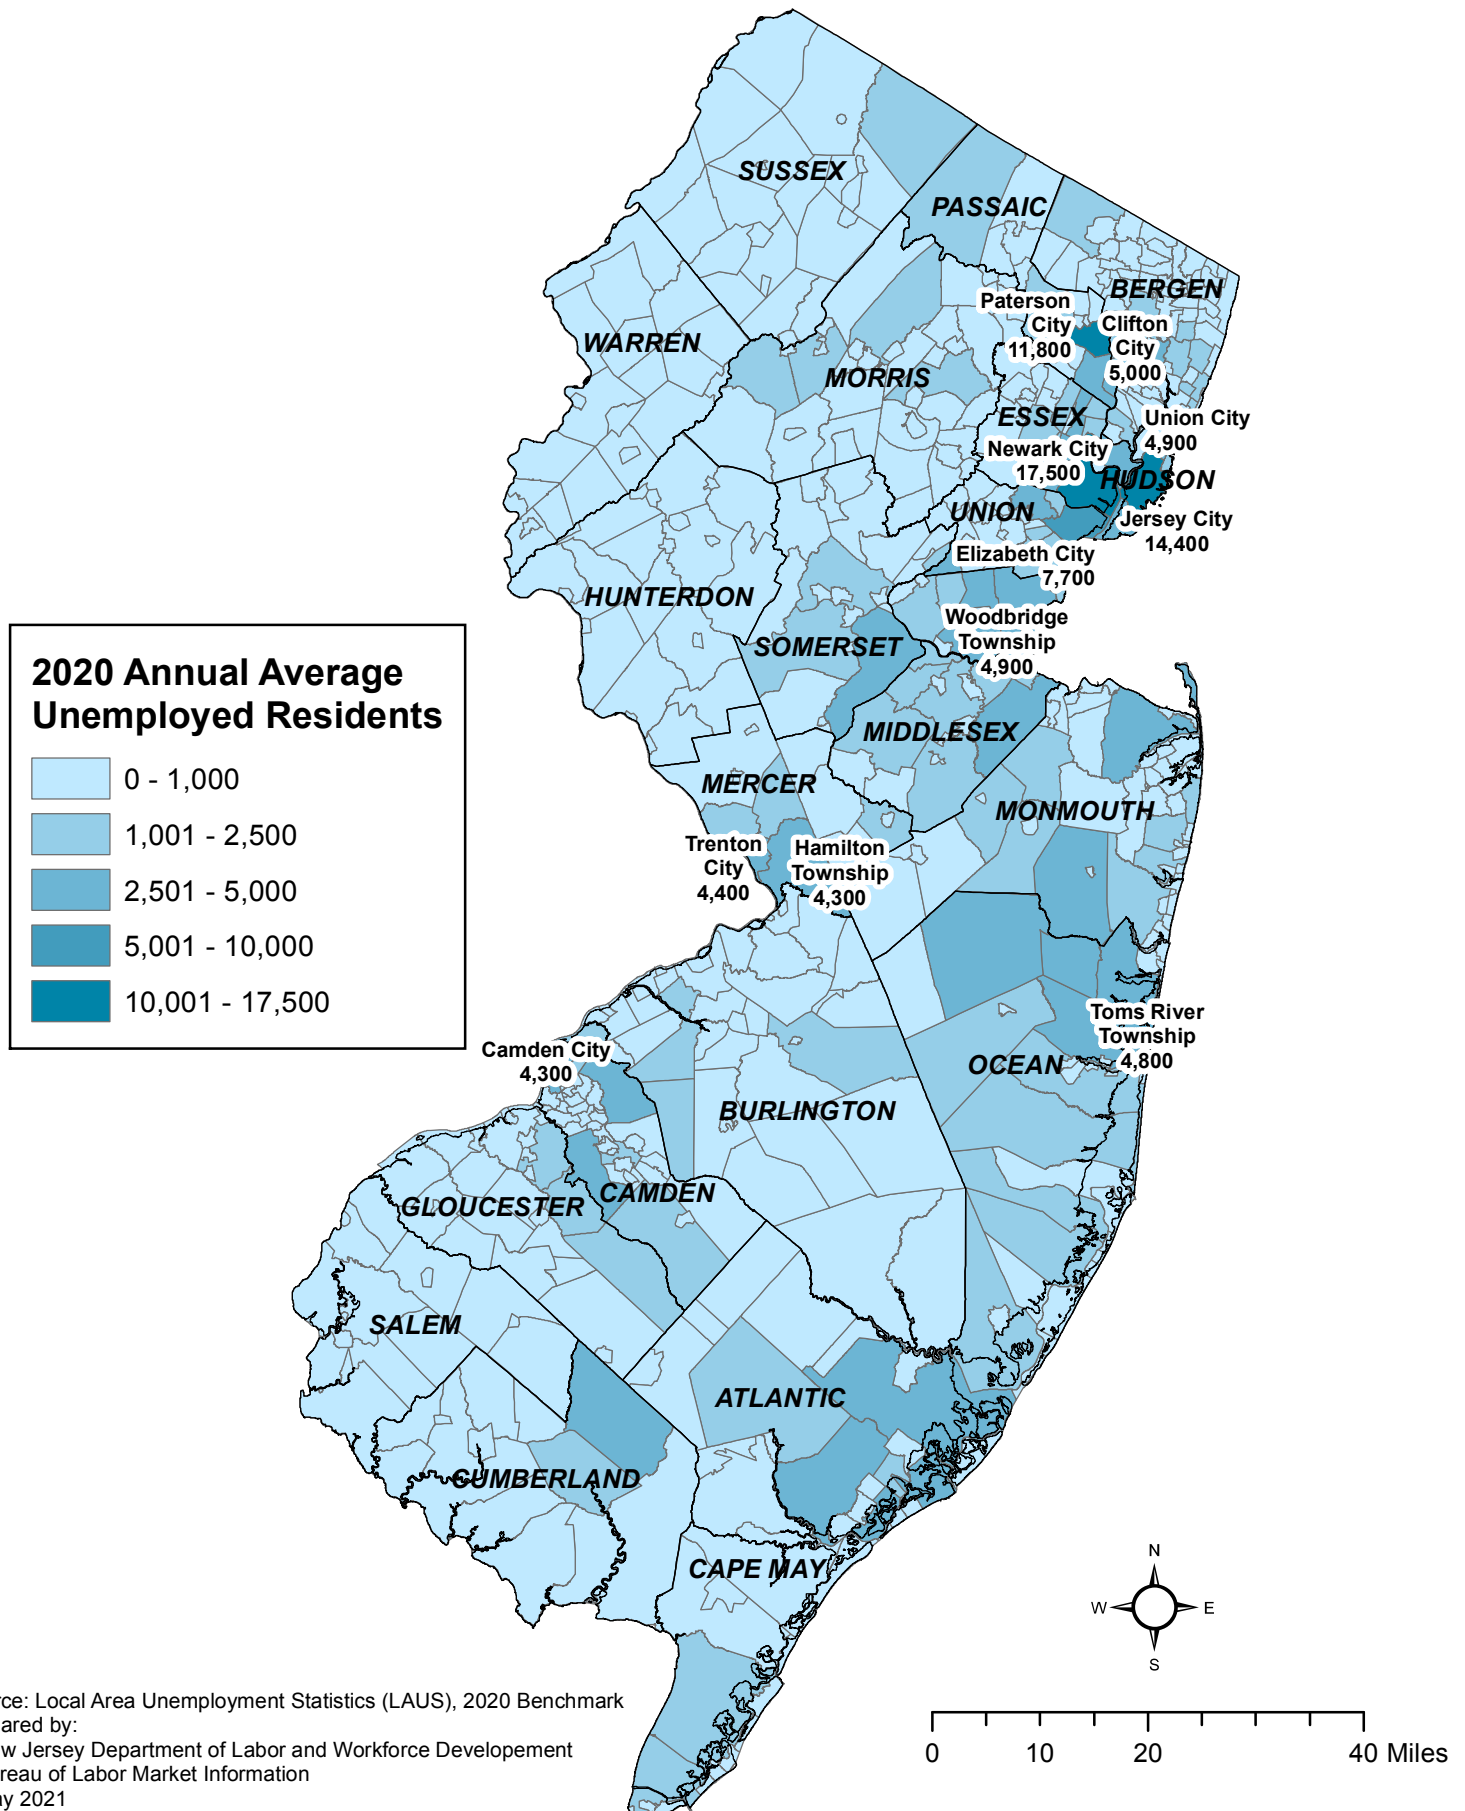 SUSSEX
PASSAIC
BERGEN
Paterson
City
11,800
Clifton
City
5,000
WARREN
MORRIS
ESSEX
Union City
4,900
Newark City
17,500
HUDSON
UNION
Jersey City
14,400
Elizabeth City
7,700
HUNTERDON
Woodbridge
Township
4,900
SOMERSET
2020 Annual Average
Unemployed Residents
0 - 1,000
1,001 - 2,500
2,501 - 5,000
5,001 - 10,000
10,001 - 17,500
MIDDLESEX
MERCER
MONMOUTH
Trenton
City
4,400
Hamilton
Township
4,300
Toms River
Township
4,800
Camden City
4,300
OCEAN
BURLINGTON
CAMDEN
GLOUCESTER
SALEM
ATLANTIC
CUMBERLAND
CAPE MAY
N
W
E
S
rce: Local Area Unemployment Statistics (LAUS), 2020 Benchmark
ared by:
w Jersey Department of Labor and Workforce Developement
reau of Labor Market Information
ay 2021
0 10 20 40 Miles